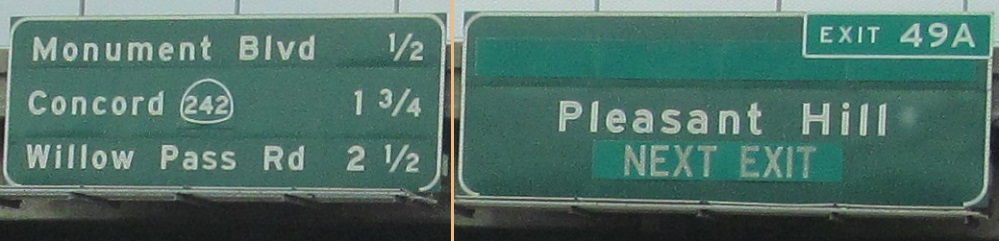 Monument Blvd 1/2
Concord 242 1 3/4
Willow Pass Rd 2 1/2
EXIT 49A
Pleasant Hill
NEXT EXIT